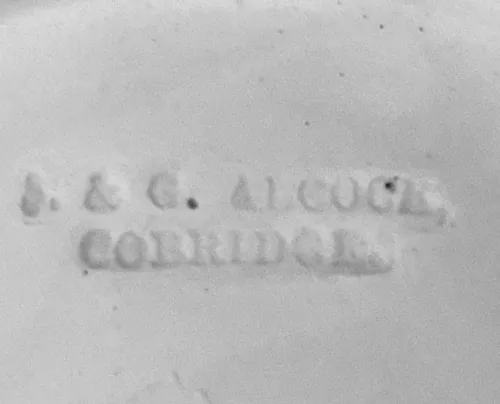 J. & G. ALCOCK,
COBRIDGE.